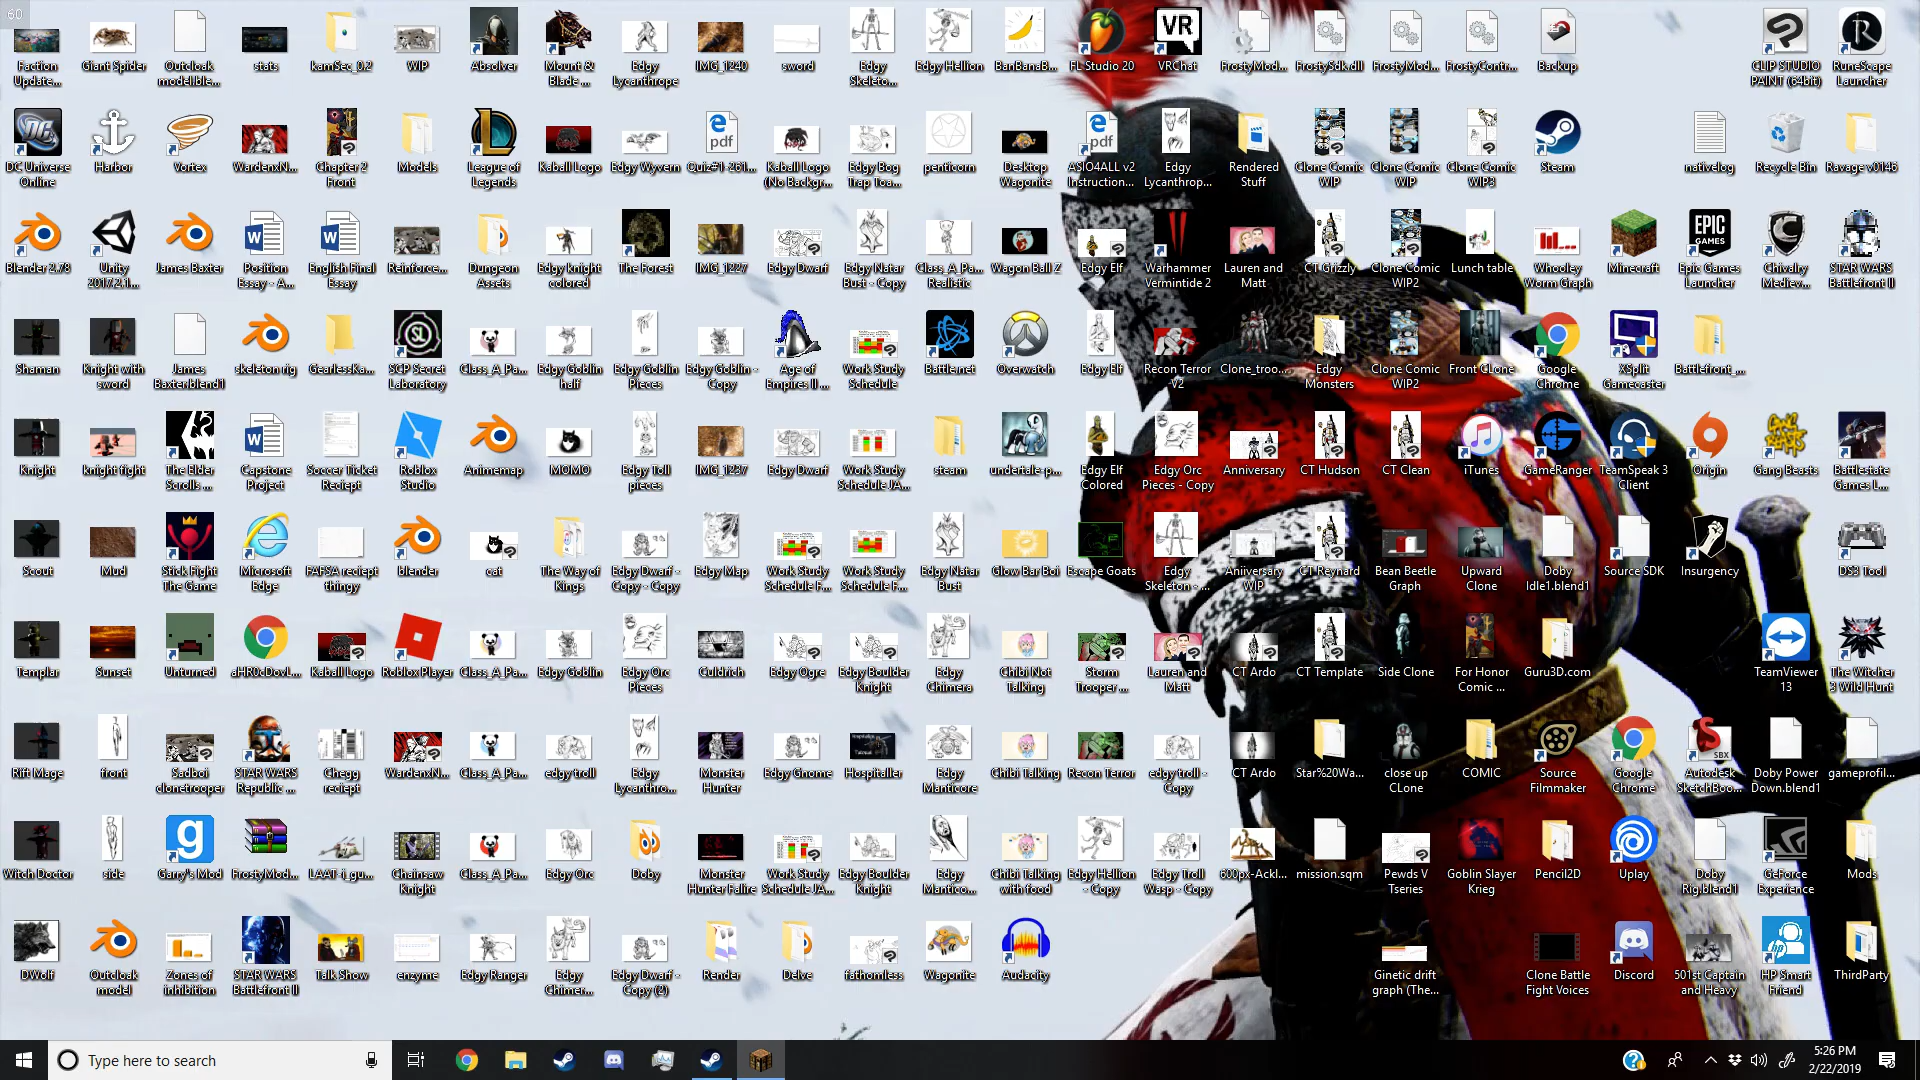 60
Faction Update...
Giant Spider
Outcloak model.ble...
stats
kamSec_0.2
WIP
Absolver
Mount & Blade ...
Edgy Lycanthrope
IMG_1240
sword
Edgy Skeleto...
Edgy Hellion
BanBanaB...
FL Studio 20
VRChat
FrostyMod...
FrostySdk.dll
FrostyMod...
FrostyContr...
Backup
CLIP STUDIO PAINT (64bit)
RuneScape Launcher
DC Universe Online
Harbor
Vortex
WardenxN...
Chapter 2 Front
Models
League of Legends
Kaball Logo
Edgy Wyvern
Quiz#1-261...
Kaball Logo (No Backgr...
Edgy Bog Trap Toa...
penticorn
Desktop Wagonite
ASIO4ALL v2 Instruction...
Edgy Lycanthrop...
Rendered Stuff
Clone Comic WIP
Clone Comic WIP
Clone Comic WIP3
Steam
nativelog
Recycle Bin
Ravage v0146
Blender 2.78
Unity 2017.2.1...
James Baxter
Position Essay - A...
English Final Essay
Reinforce...
Dungeon Assets
Edgy knight colored
The Forest
IMG_1227
Edgy Dwarf
Edgy Natar Bust - Copy
Class_A_Pa... Realistic
Wagon Ball Z
Edgy Elf
Warhammer Vermintide 2
Lauren and Matt
CT Grizzly
Clone Comic WIP2
Lunch table
Whooley Worm Graph
Minecraft
Epic Games Launcher
Chivalry Mediev...
STAR WARS Battlefront II
Shaman
Knight with sword
James Baxter.blend1
skeleton rig
GearlessKa...
SCP Secret Laboratory
Class_A_Pa...
Edgy Goblin half
Edgy Goblin Pieces
Edgy Goblin - Copy
Age of Empires II ...
Work Study Schedule
Battle.net
Overwatch
Edgy Elf
Recon Terror V2
Clone_troo...
Edgy Monsters
Clone Comic WIP2
Front CLone
Google Chrome
XSplit Gamecaster
Battlefront_...
Knight
knight fight
The Elder Scrolls ...
Capstone Project
Soccer Ticket Reciept
Roblox Studio
Animemap
MOMO
Edgy Toll pieces
IMG_1237
Edgy Dwarf
Work Study Schedule JA...
steam
undertale-p...
Edgy Elf Colored
Edgy Orc Pieces - Copy
Anniversary
CT Hudson
CT Clean
iTunes
GameRanger
TeamSpeak 3 Client
Origin
Gang Beasts
Battlestate Games L...
Scout
Mud
Stick Fight The Game
Microsoft Edge
FAFSA reciept thingy
blender
cat
The Way of Kings
Edgy Dwarf - Copy - Copy
Edgy Map
Work Study Schedule F...
Work Study Schedule F...
Edgy Natar Bust
Glow Bar Boi
Escape Goats
Edgy Skeleton - ...
Aniiversary WIP
CT Reynard
Bean Beetle Graph
Upward Clone
Doby Idle1.blend1
Source SDK
Insurgency
DS3 Tool
Templar
Sunset
Unturned
aHR0cDovL...
Kaball Logo
Roblox Player
Class_A_Pa...
Edgy Goblin
Edgy Orc Pieces
Culdrich
Edgy Ogre
Edgy Boulder Knight
Edgy Chimera
Chibi Not Talking
Storm Trooper ...
Lauren and Matt
CT Ardo
CT Template
Side Clone
For Honor Comic ...
Guru3D.com
TeamViewer 13
The Witcher 3 Wild Hunt
Rift Mage
front
Sadboi clonetrooper
STAR WARS Republic ...
Chegg reciept
WardenxN...
Class_A_Pa...
edgy troll
Edgy Lycanthro...
Monster Hunter
Edgy Gnome
Hospitaller
Edgy Manticore
Chibi Talking
Recon Terror
edgy troll - Copy
CT Ardo
Star%20Wa...
close up CLone
COMIC
Source Filmmaker
Google Chrome
Autodesk SketchBoo...
Doby Power Down.blend1
gameprofil...
Witch Doctor
side
Garry's Mod
FrostyMod...
LAAT-i_gu...
Chainsaw Knight
Class_A_Pa...
Edgy Orc
Doby
Monster Hunter Falire
Work Study Schedule JA...
Edgy Boulder Knight
Edgy Mantico...
Chibi Talking with food
Edgy Hellion - Copy
Edgy Troll Wasp - Copy
600px-Ackl...
mission.sqm
Pewds V Tseries
Goblin Slayer Krieg
Pencil2D
Uplay
Doby Rig.blend1
GeForce Experience
Mods
DWolf
Outcloak model
Zones of inhibition
STAR WARS Battlefront II
Talk Show
enzyme
Edgy Ranger
Edgy Chimer...
Edgy Dwarf - Copy (2)
Render
Delve
fathomless
Wagonite
Audacity
Ginetic drift graph (The...
Clone Battle Fight Voices
Discord
501st Captain and Heavy
HP Smart Friend
ThirdParty
Type here to search
5:26 PM
2/22/2019